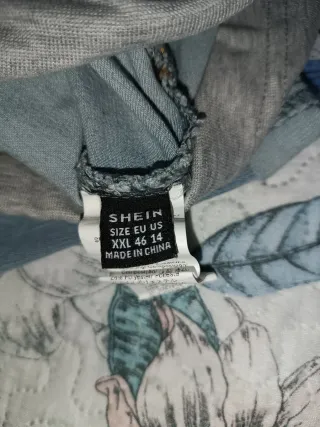 SHEIN
SIZE EU US
XXL 46 14
MADE IN CHINA